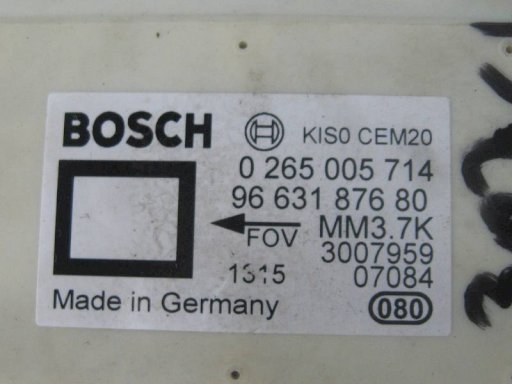 BOSCH KIS0 CEM20
0 265 005 714
96 631 876 80
FOV MM3.7K
3007959
1315 07084
Made in Germany 080